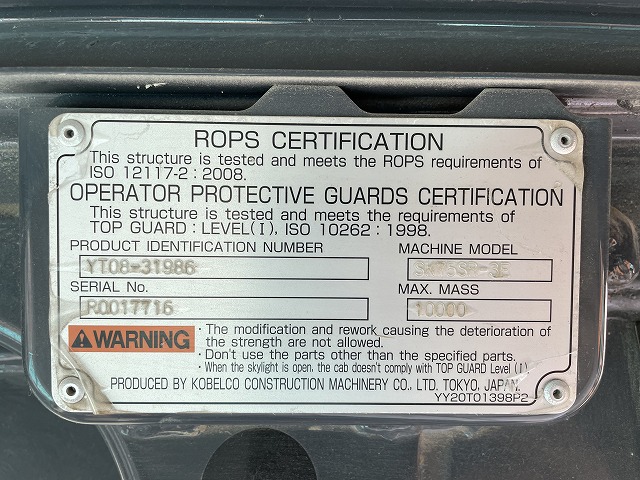 ROPS CERTIFICATION
This structure is tested and meets the ROPS requirements of
ISO 12117-2 : 2008.
OPERATOR PROTECTIVE GUARDS CERTIFICATION
This structure is tested and meets the requirements of
TOP GUARD : LEVEL(Ⅰ), ISO 10262 : 1998.
PRODUCT IDENTIFICATION NUMBER
YT08-31986
MACHINE MODEL
SK75SR-3E
SERIAL No.
R0017716
MAX. MASS
10000
WARNING
· The modification and rework causing the deterioration of
the strength are not allowed.
· Don't use the parts other than the specified parts.
· When the skylight is open, the cab doesn't comply with TOP GUARD Level (Ⅰ).
PRODUCED BY KOBELCO CONSTRUCTION MACHINERY CO., LTD. TOKYO, JAPAN.
YY20T01398P2